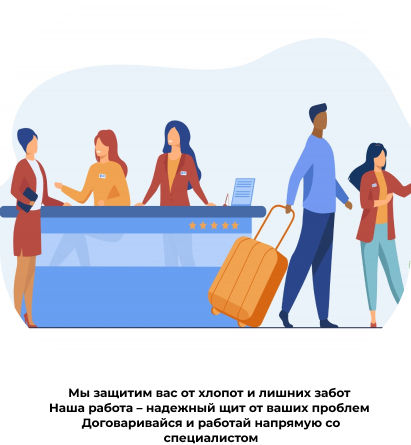 Мы защитим вас от хлопот и лишних забот
Наша работа – надежный щит от ваших проблем
Договаривайся и работай напрямую со
специалистом